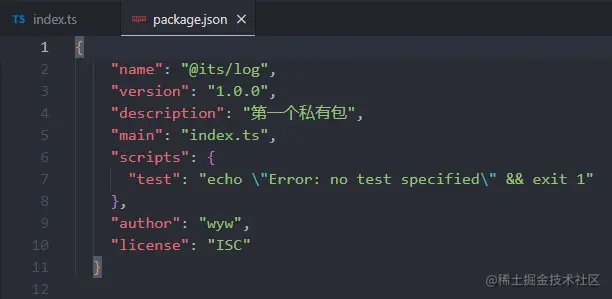 TS index.ts package.json ×
1 {
2 "name": "@its/log",
3 "version": "1.0.0",
4 "description": "第一个私有包",
5 "main": "index.ts",
6 "scripts": {
7 "test": "echo \"Error: no test specified\" && exit 1"
8 },
9 "author": "wyw",
10 "license": "ISC"
11 }
12
@稀土掘金技术社区